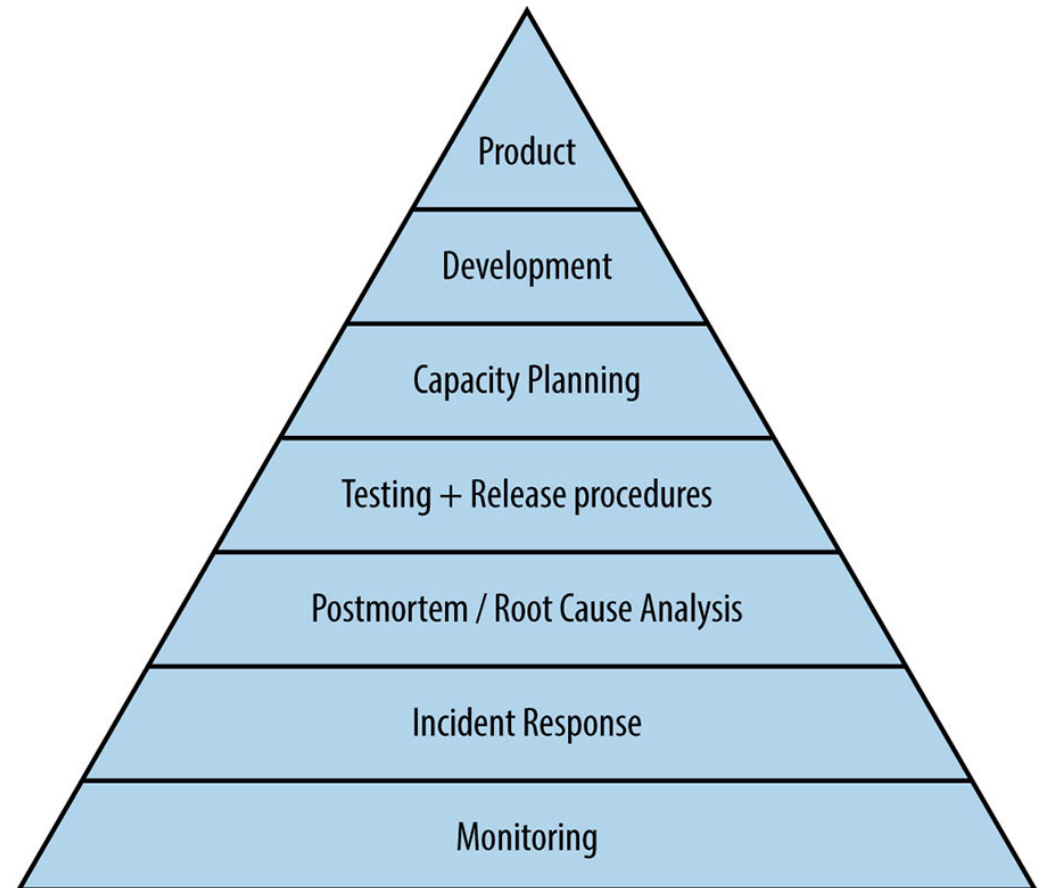 Product
Development
Capacity Planning
Testing + Release procedures
Postmortem / Root Cause Analysis
Incident Response
Monitoring